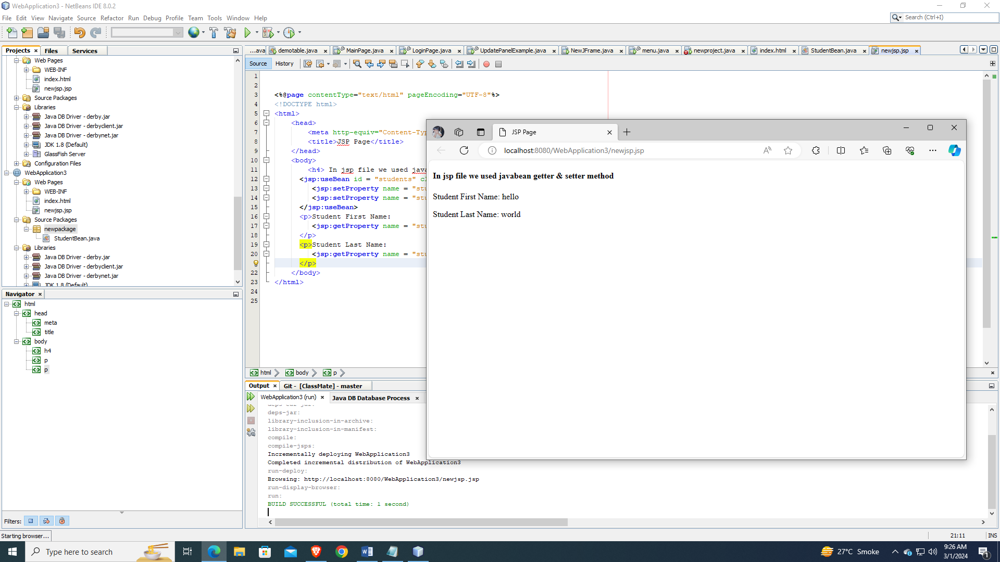 WebApplication3 - NetBeans IDE 8.0.2
File Edit View Navigate Source Refactor Run Debug Profile Team Tools Window Help
Search (Ctrl+I)
Projects Files Services
Web Pages
WEB-INF
index.html
newjsp.jsp
Source Packages
Libraries
Java DB Driver - derby.jar
Java DB Driver - derbyclient.jar
Java DB Driver - derbynet.jar
JDK 1.8 (Default)
GlassFish Server
Configuration Files
WebApplication3
Web Pages
WEB-INF
index.html
newjsp.jsp
Source Packages
newpackage
StudentBean.java
Libraries
Java DB Driver - derby.jar
Java DB Driver - derbyclient.jar
Java DB Driver - derbynet.jar
JDK 1.8 (Default)
Navigator
html
head
meta
title
body
h4
p
p
Filters:
Starting browser...
...ava demotable.java MainPage.java LoginPage.java UpdatePanelExample.java NewJFrame.java menu.java newproject.java index.html StudentBean.java newjsp.jsp
Source History
1
2
3 <%@page contentType="text/html" pageEncoding="UTF-8"%>
4 <!DOCTYPE html>
5 <html>
6 <head>
7 <meta http-equiv="Content-Typ
8 <title>JSP Page</title>
9 </head>
10 <body>
11 <h4> In jsp file we used java
12 <jsp:useBean id = "students" cl
13 <jsp:setProperty name = "stu
14 <jsp:setProperty name = "stu
15 </jsp:useBean>
16 <p>Student First Name:
17 <jsp:getProperty name = "stu
18 </p>
19 <p>Student Last Name:
20 <jsp:getProperty name = "stu
</p>
22 </body>
23 </html>
24
25
html body p
JSP Page
localhost:8080/WebApplication3/newjsp.jsp
In jsp file we used javabean getter & setter method
Student First Name: hello
Student Last Name: world
Output Git - [ClassMate] - master
WebApplication3 (run) Java DB Database Process
deps-ear-jar:
deps-jar:
library-inclusion-in-archive:
library-inclusion-in-manifest:
compile:
compile-jsps:
Incrementally deploying WebApplication3
Completed incremental distribution of WebApplication3
run-deploy:
Browsing: http://localhost:8080/WebApplication3/newjsp.jsp
run-display-browser:
run:
BUILD SUCCESSFUL (total time: 1 second)
21:11 INS
Type here to search
27°C Smoke
9:26 AM
3/1/2024
1